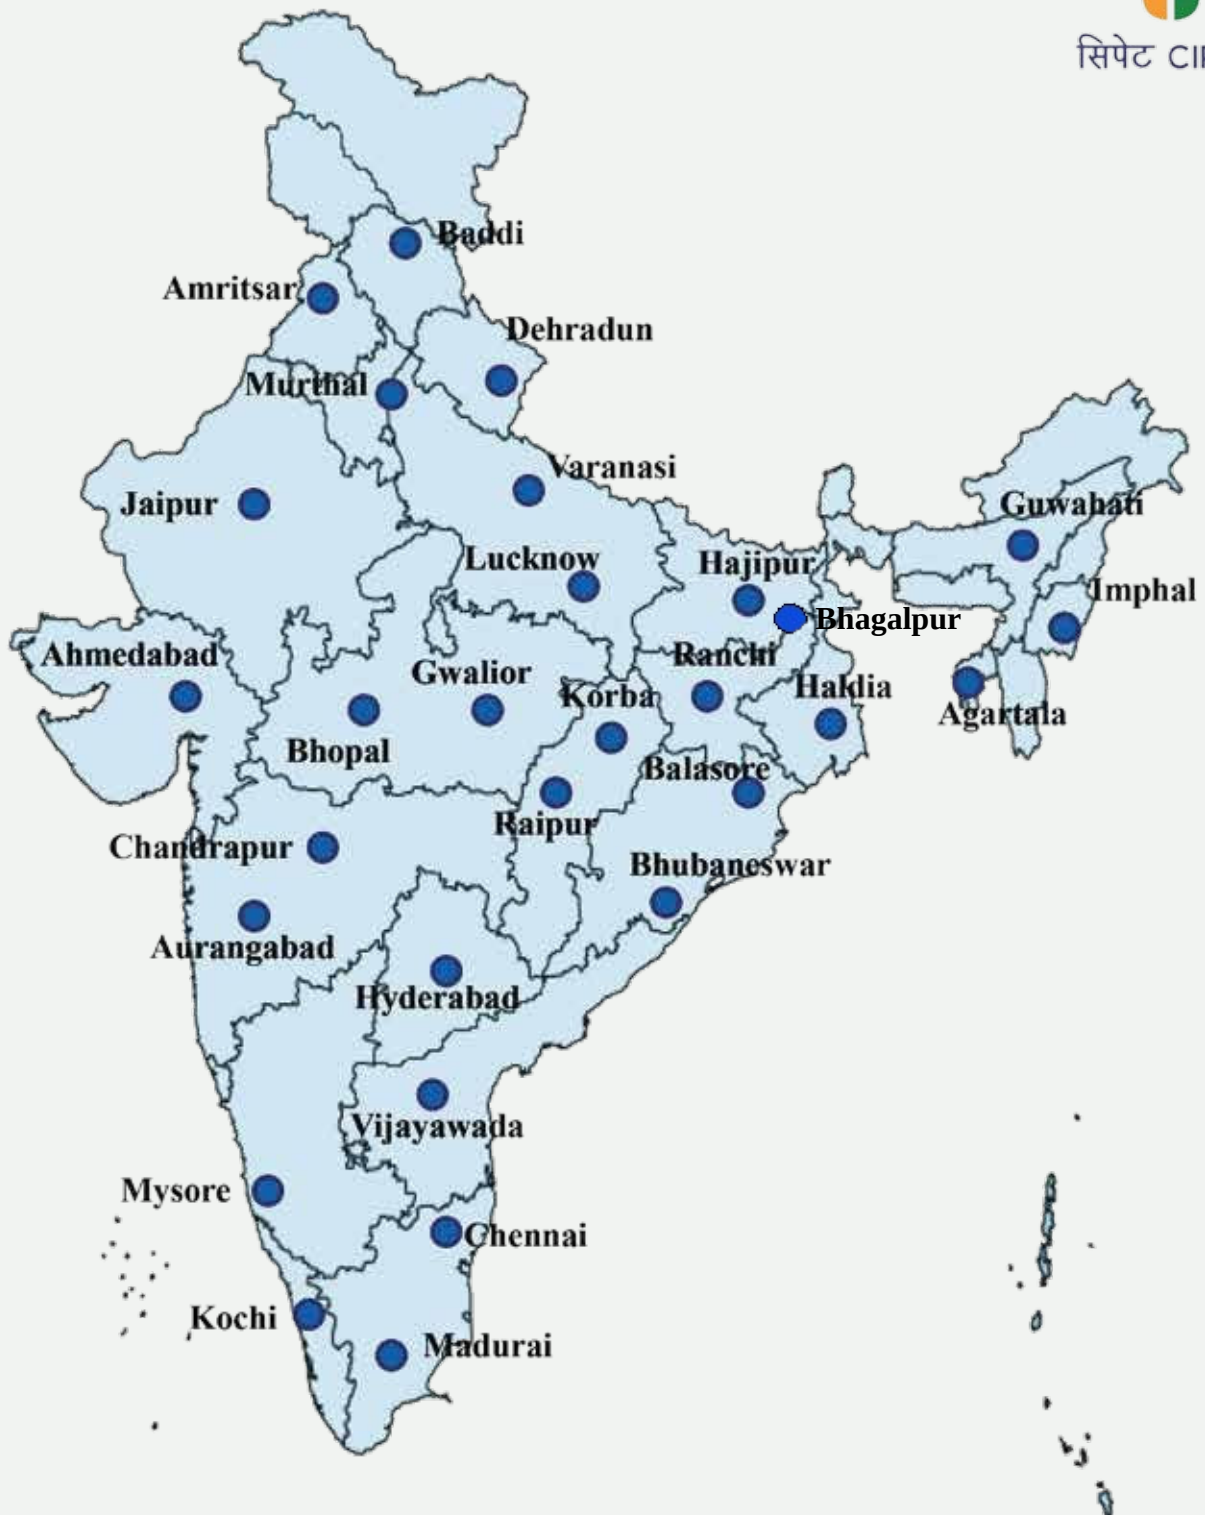 सिपेट CIP
Baddi
Amritsar
Dehradun
Murthal
Varanasi
Jaipur
Guwahati
Lucknow
Hajipur
Imphal
Bhagalpur
Ahmedabad
Ranchi
Gwalior
Korba
Haldia
Agartala
Bhopal
Balasore
Raipur
Chandrapur
Bhubaneswar
Aurangabad
Hyderabad
Vijayawada
Mysore
Chennai
Kochi
Madurai